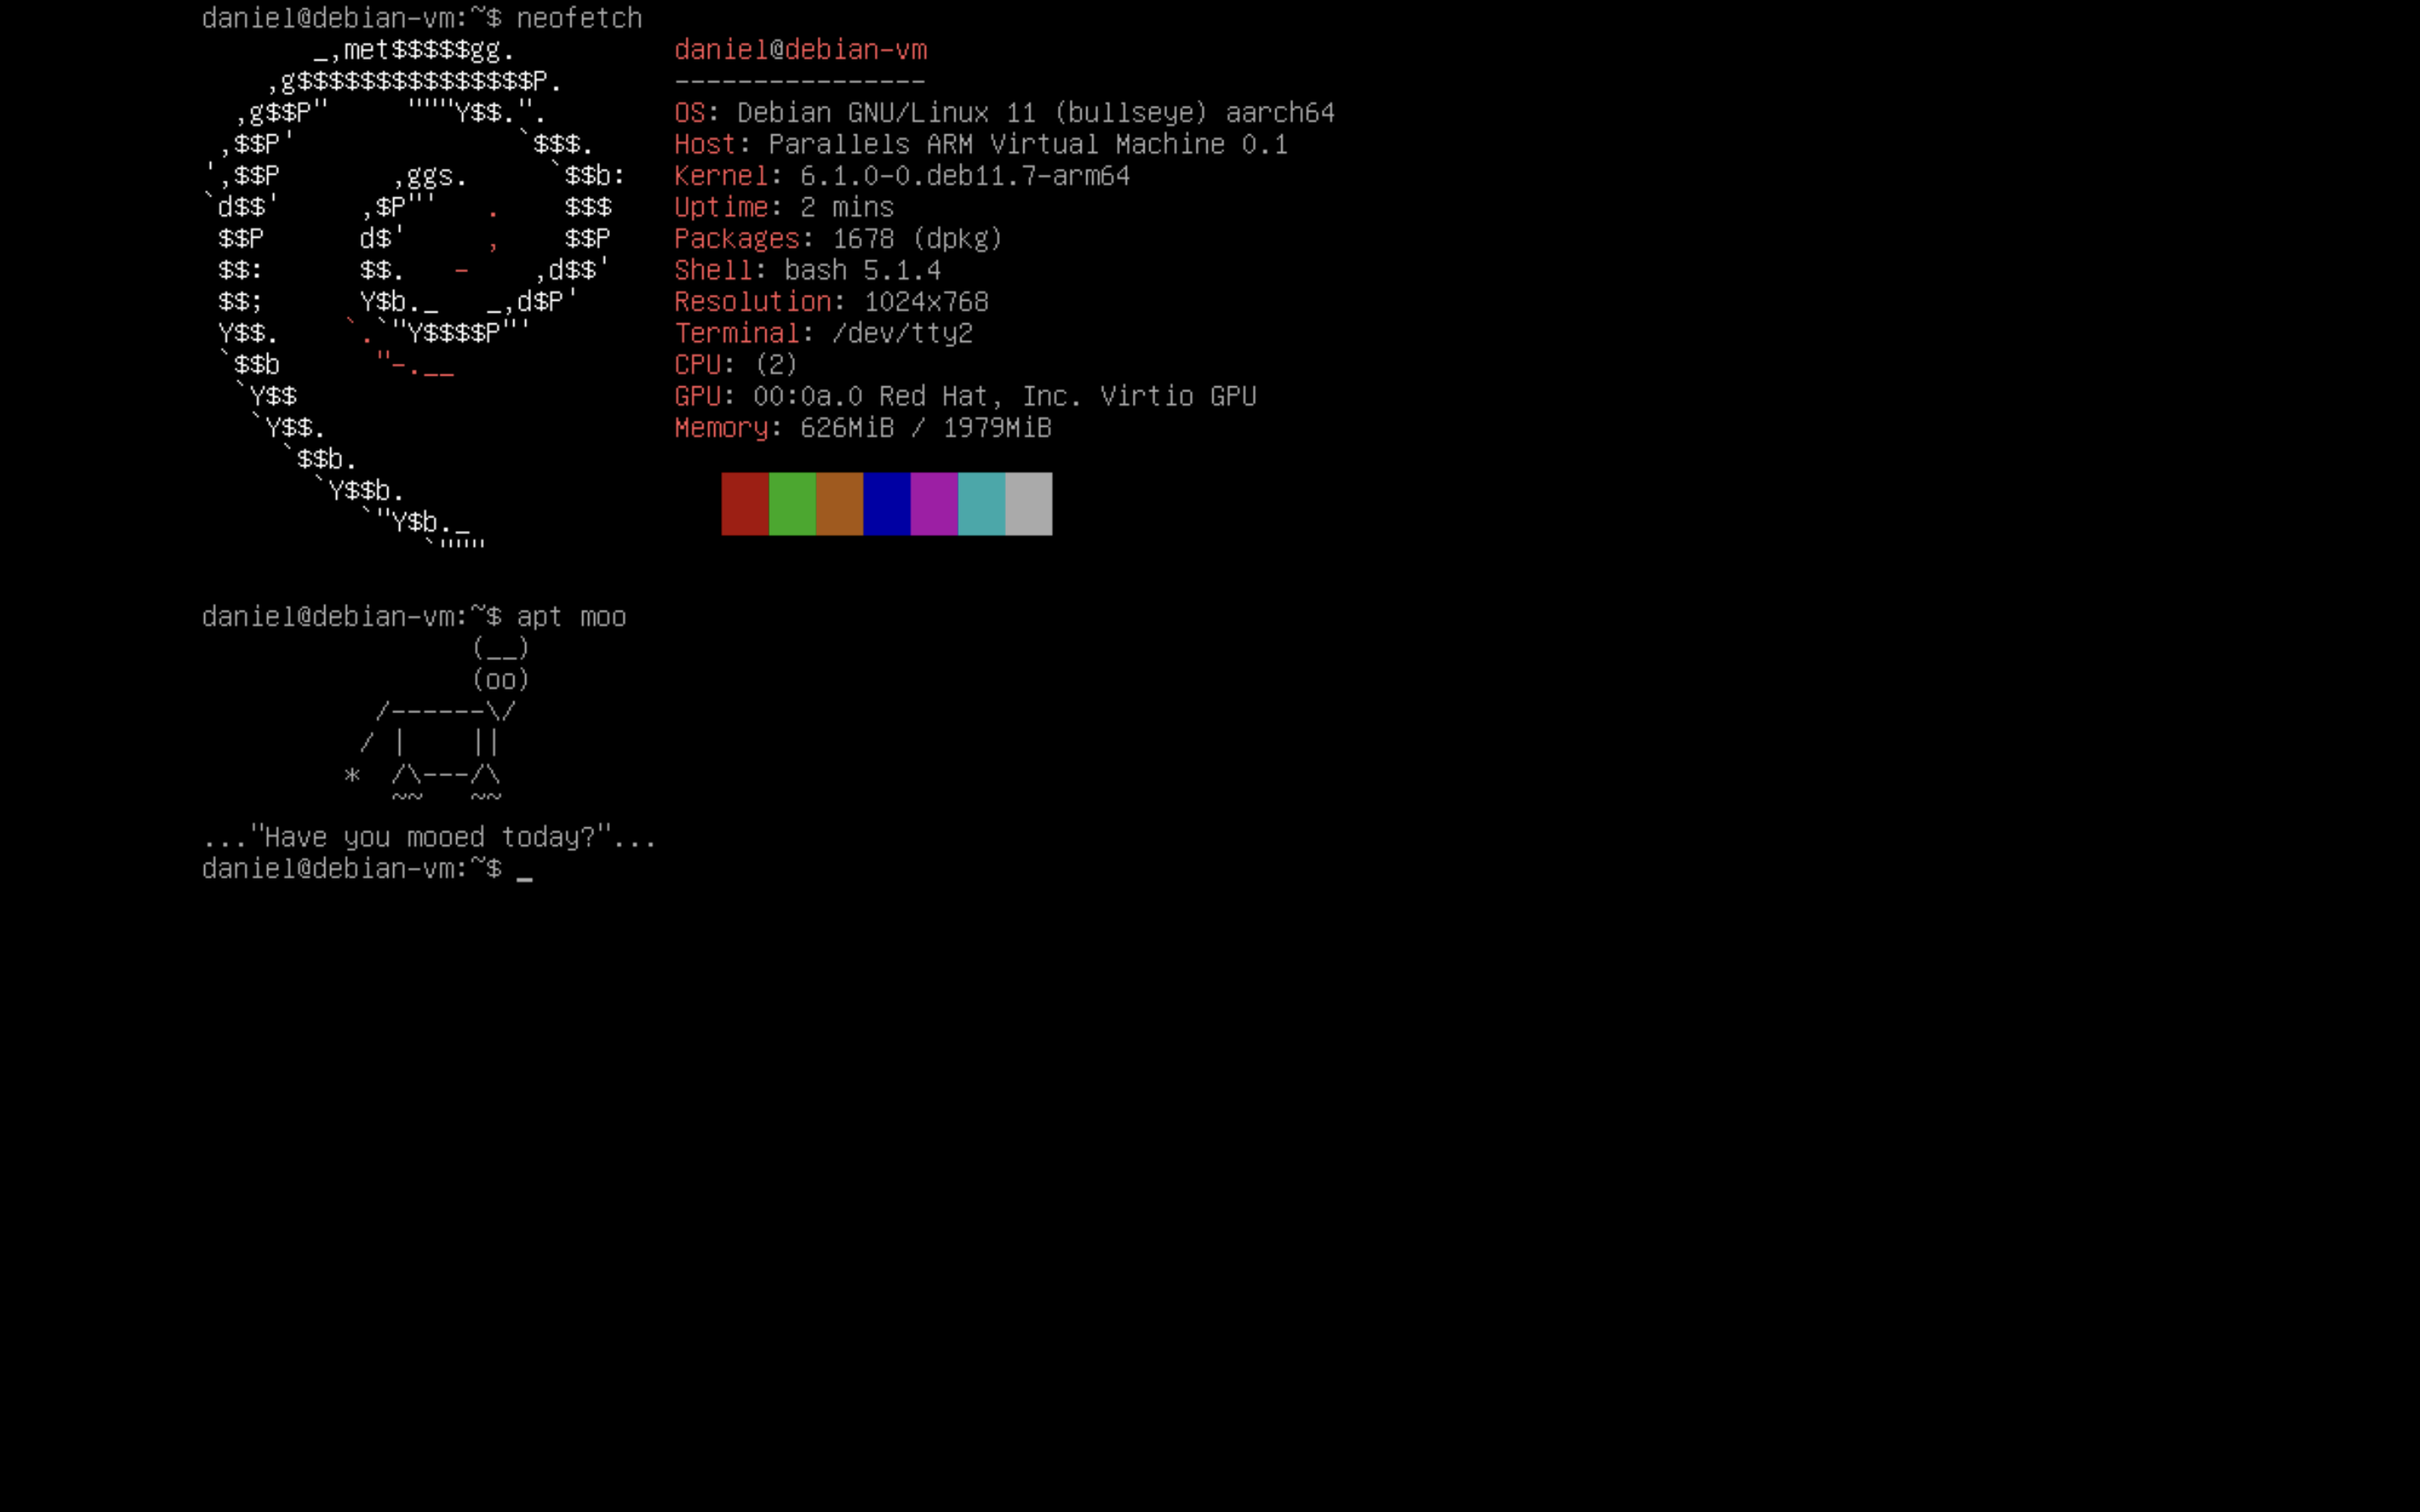 daniel@debian-vm:~$ neofetch
       _,met$$$$$gg.          daniel@debian-vm
    ,g$$$$$$$$$$$$$$$P.       ----------------
  ,g$$P"     """Y$$.".        OS: Debian GNU/Linux 11 (bullseye) aarch64
 ,$$P'              `$$$.     Host: Parallels ARM Virtual Machine 0.1
',$$P       ,ggs.     `$$b:   Kernel: 6.1.0-0.deb11.7-arm64
`d$$'     ,$P"'   .    $$$    Uptime: 2 mins
 $$P      d$'     ,    $$P    Packages: 1678 (dpkg)
 $$:      $$.   -    ,d$$'    Shell: bash 5.1.4
 $$;      Y$b._   _,d$P'      Resolution: 1024x768
 Y$$.    `.`"Y$$$$P"'         Terminal: /dev/tty2
 `$$b      "-.__              CPU: (2)
  `Y$$                        GPU: 00:0a.0 Red Hat, Inc. Virtio GPU
   `Y$$.                      Memory: 626MiB / 1979MiB
     `$$b.
       `Y$$b.
          `"Y$b._
              `"""
daniel@debian-vm:~$ apt moo
                 (__)
                 (oo)
           /------\/
          / |    ||
         *  /\---/\
            ~~   ~~
..."Have you mooed today?"...
daniel@debian-vm:~$ _